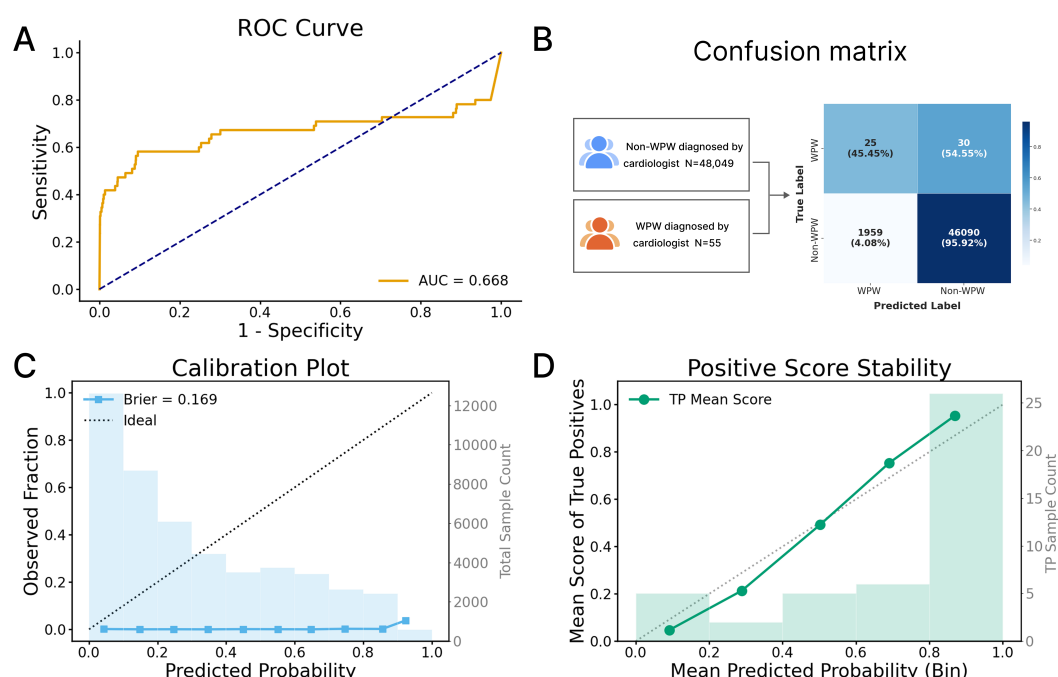 A
ROC Curve
Sensitivity
1.0
0.8
0.6
0.4
0.2
0.0
AUC = 0.668
0.0 0.2 0.4 0.6 0.8 1.0
1 - Specificity
B
Confusion matrix
Non-WPW diagnosed by
cardiologist N=48,049
WPW diagnosed by
cardiologist N=55
True Label
WPW
Non-WPW
25
(45.45%)
30
(54.55%)
1959
(4.08%)
46090
(95.92%)
WPW Non-WPW
Predicted Label
0.8
0.6
0.4
0.2
C
Calibration Plot
Observed Fraction
1.0
0.8
0.6
0.4
0.2
0.0
Brier = 0.169
Ideal
12000
10000
8000
6000
4000
2000
0
Total Sample Count
0.0 0.2 0.4 0.6 0.8 1.0
Predicted Probability
D
Positive Score Stability
Mean Score of True Positives
1.0
0.8
0.6
0.4
0.2
0.0
TP Mean Score
25
20
15
10
5
0
TP Sample Count
0.0 0.2 0.4 0.6 0.8 1.0
Mean Predicted Probability (Bin)